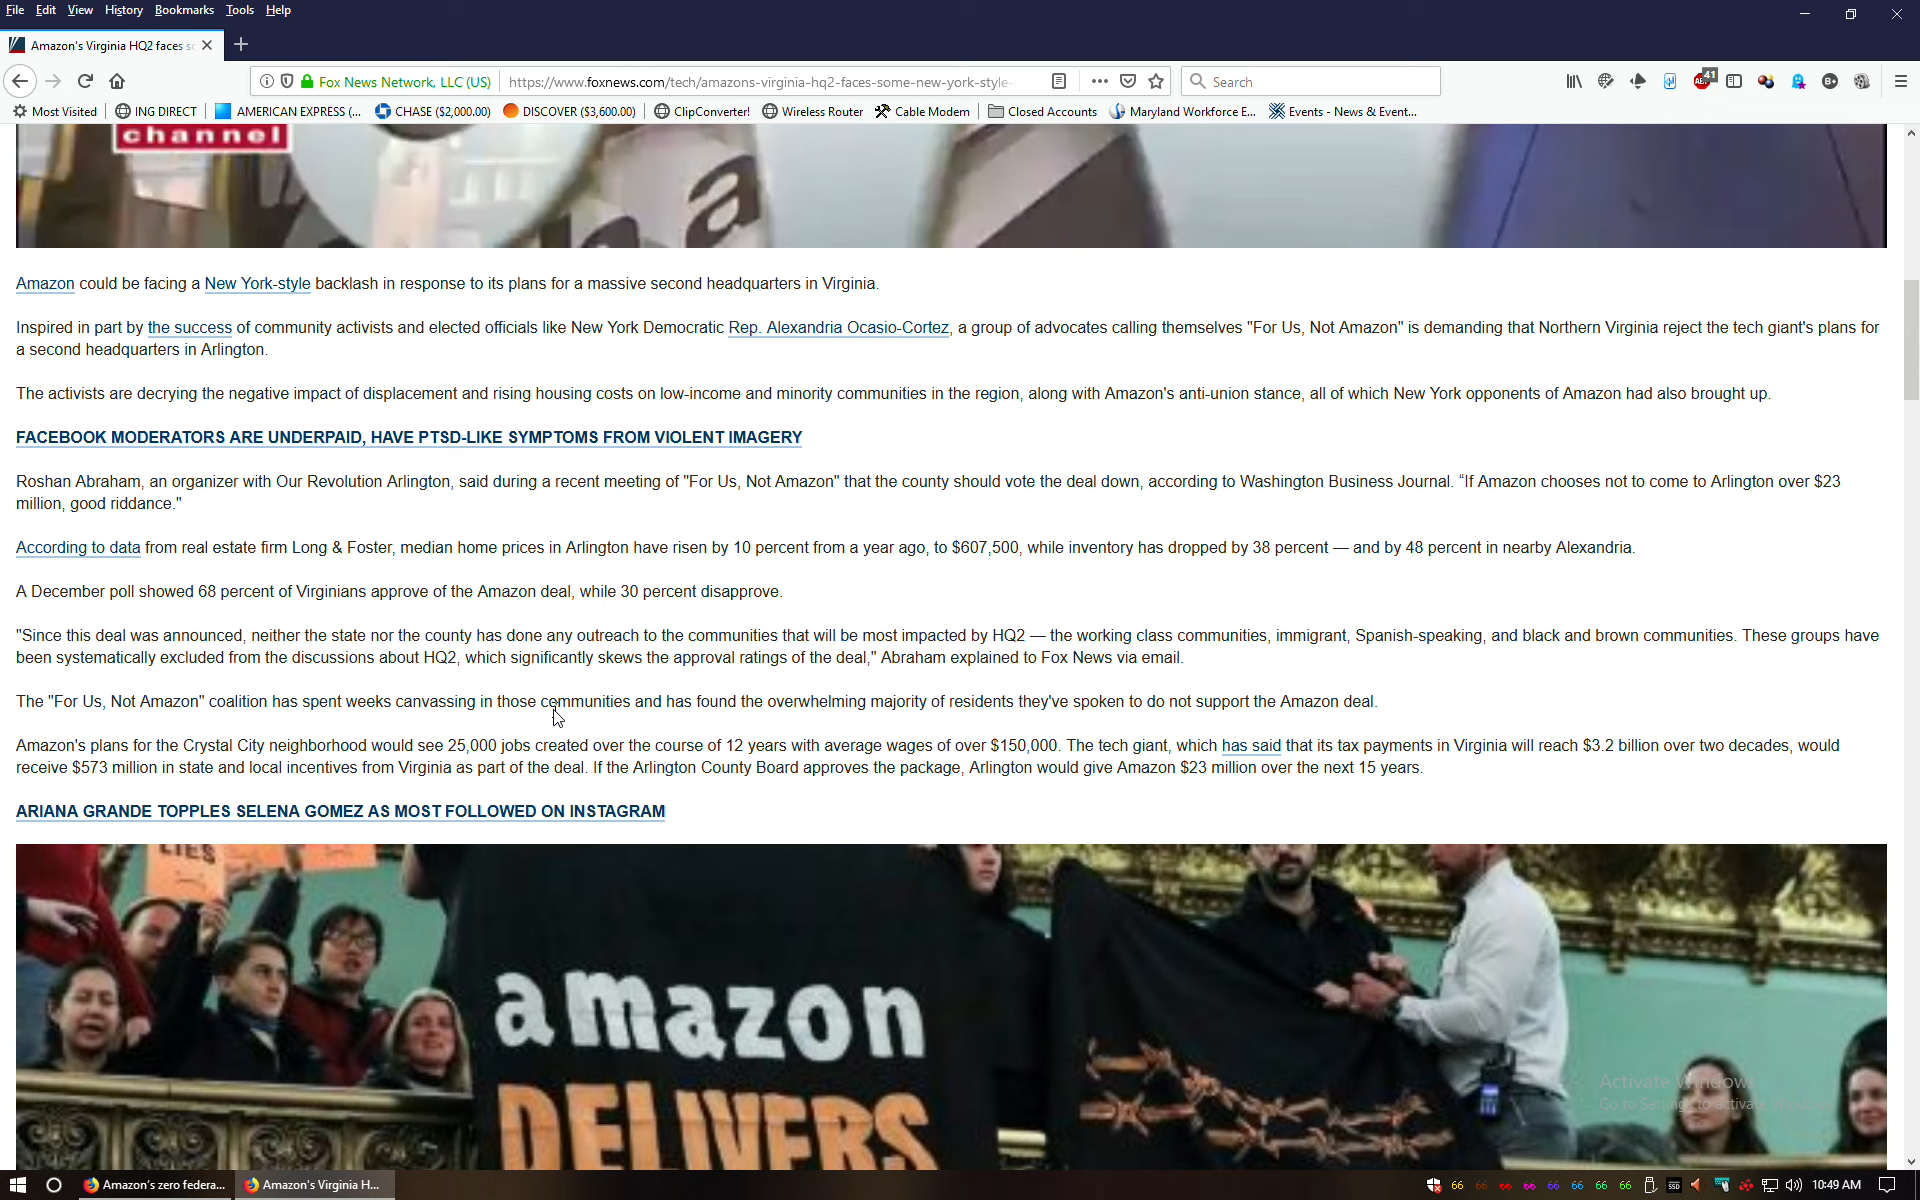 File Edit View History Bookmarks Tools Help
Amazon's Virginia HQ2 faces so
Fox News Network, LLC (US) https://www.foxnews.com/tech/amazons-virginia-hq2-faces-some-new-york-style- Search 41
Most Visited ING DIRECT AMERICAN EXPRESS (... CHASE ($2,000.00) DISCOVER ($3,600.00) ClipConverter! Wireless Router Cable Modem Closed Accounts Maryland Workforce E... Events - News & Event...
channel
Amazon could be facing a New York-style backlash in response to its plans for a massive second headquarters in Virginia.
Inspired in part by the success of community activists and elected officials like New York Democratic Rep. Alexandria Ocasio-Cortez, a group of advocates calling themselves "For Us, Not Amazon" is demanding that Northern Virginia reject the tech giant's plans for
a second headquarters in Arlington.
The activists are decrying the negative impact of displacement and rising housing costs on low-income and minority communities in the region, along with Amazon's anti-union stance, all of which New York opponents of Amazon had also brought up.
FACEBOOK MODERATORS ARE UNDERPAID, HAVE PTSD-LIKE SYMPTOMS FROM VIOLENT IMAGERY
Roshan Abraham, an organizer with Our Revolution Arlington, said during a recent meeting of "For Us, Not Amazon" that the county should vote the deal down, according to Washington Business Journal. “If Amazon chooses not to come to Arlington over $23
million, good riddance."
According to data from real estate firm Long & Foster, median home prices in Arlington have risen by 10 percent from a year ago, to $607,500, while inventory has dropped by 38 percent — and by 48 percent in nearby Alexandria.
A December poll showed 68 percent of Virginians approve of the Amazon deal, while 30 percent disapprove.
"Since this deal was announced, neither the state nor the county has done any outreach to the communities that will be most impacted by HQ2 — the working class communities, immigrant, Spanish-speaking, and black and brown communities. These groups have
been systematically excluded from the discussions about HQ2, which significantly skews the approval ratings of the deal," Abraham explained to Fox News via email.
The "For Us, Not Amazon" coalition has spent weeks canvassing in those communities and has found the overwhelming majority of residents they've spoken to do not support the Amazon deal.
Amazon's plans for the Crystal City neighborhood would see 25,000 jobs created over the course of 12 years with average wages of over $150,000. The tech giant, which has said that its tax payments in Virginia will reach $3.2 billion over two decades, would
receive $573 million in state and local incentives from Virginia as part of the deal. If the Arlington County Board approves the package, Arlington would give Amazon $23 million over the next 15 years.
ARIANA GRANDE TOPPLES SELENA GOMEZ AS MOST FOLLOWED ON INSTAGRAM
LIES
amazon
DELIVERS
Activate Windows
Go to Settings to activate
Amazon's zero federa... Amazon's Virginia H... 66 66 66 66 66 66 66 66 SSD 10:49 AM